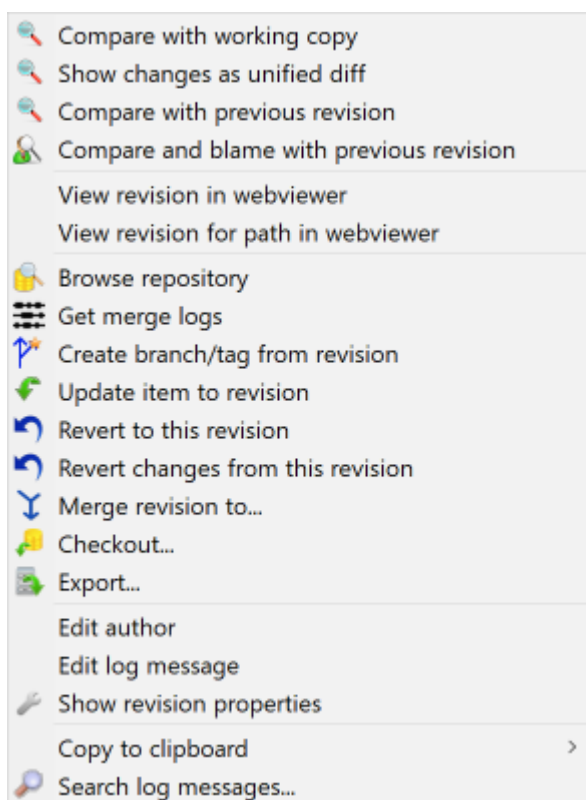 Compare with working copy
Show changes as unified diff
Compare with previous revision
Compare and blame with previous revision
View revision in webviewer
View revision for path in webviewer
Browse repository
Get merge logs
Create branch/tag from revision
Update item to revision
Revert to this revision
Revert changes from this revision
Merge revision to...
Checkout...
Export...
Edit author
Edit log message
Show revision properties
Copy to clipboard
Search log messages...